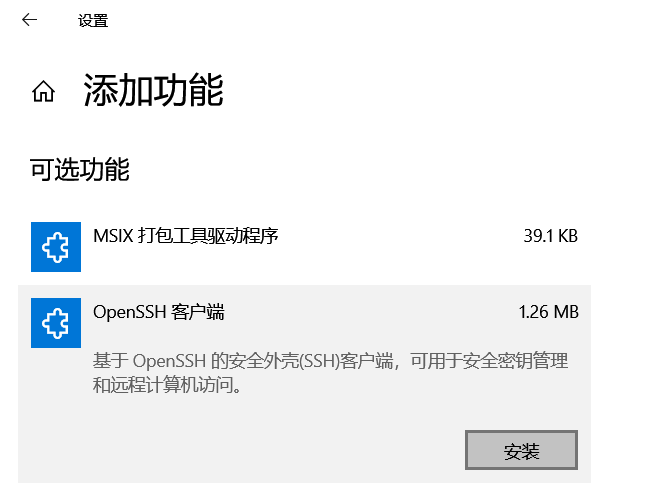 设置
添加功能
可选功能
MSIX 打包工具驱动程序 39.1 KB
OpenSSH 客户端 1.26 MB
基于 OpenSSH 的安全外壳(SSH)客户端，可用于安全密钥管理
和远程计算机访问。
安装